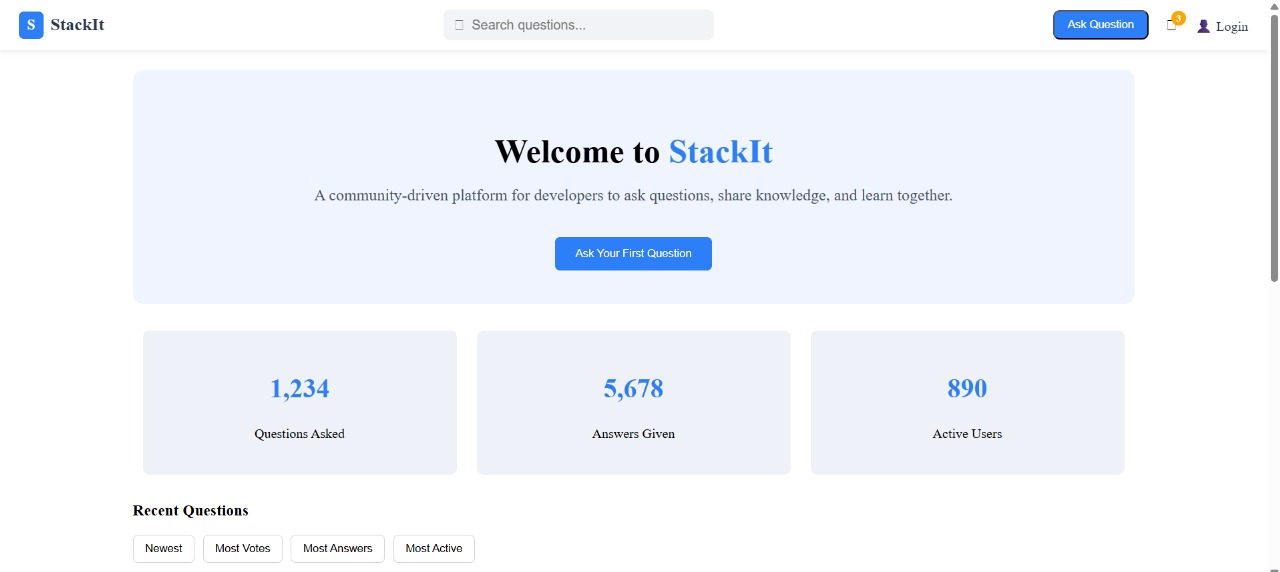 S StackIt Search questions... Ask Question 3 Login
Welcome to StackIt
A community-driven platform for developers to ask questions, share knowledge, and learn together.
Ask Your First Question
1,234 5,678 890
Questions Asked Answers Given Active Users
Recent Questions
Newest Most Votes Most Answers Most Active